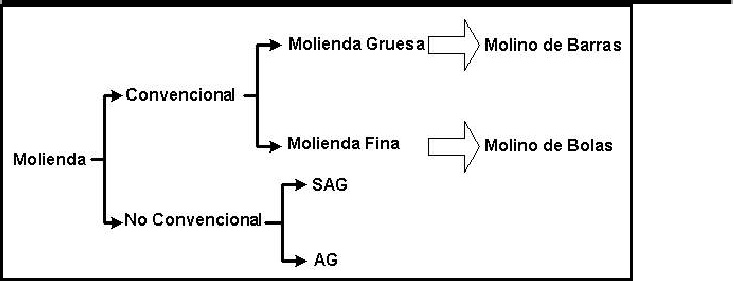 Molienda Gruesa
Molino de Barras
Convencional
Molienda Fina
Molino de Bolas
Molienda
SAG
No Convencional
AG